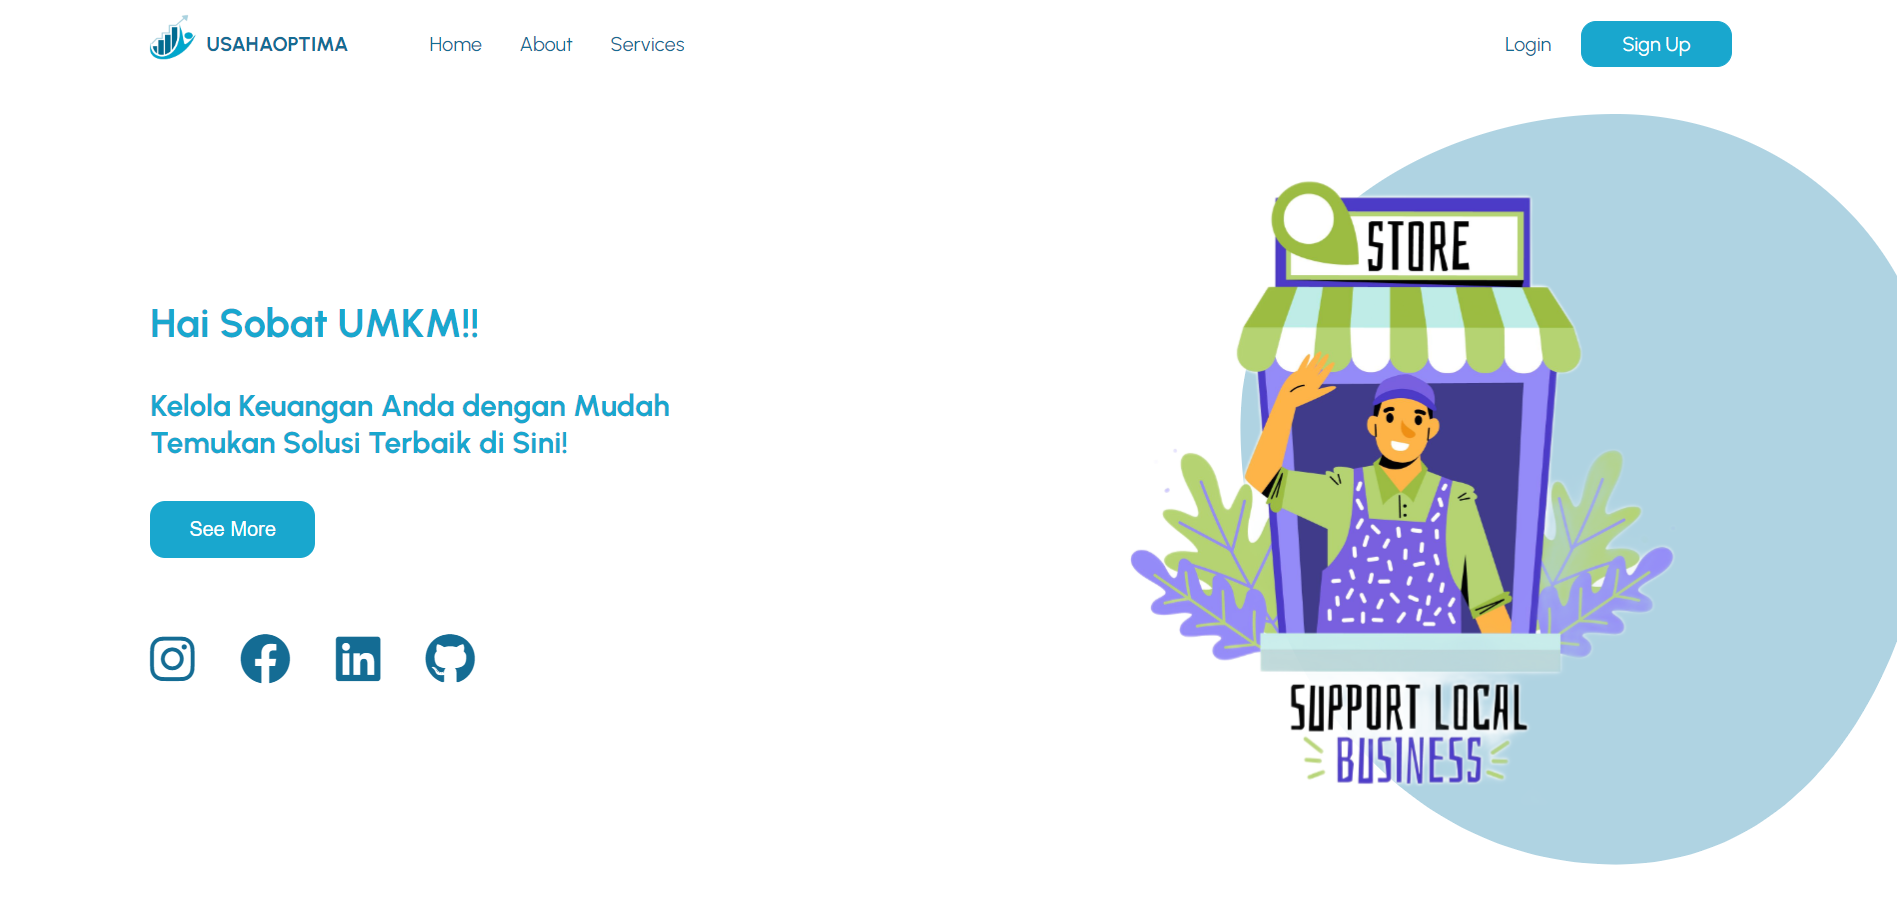 USAHAOPTIMA
Home About Services
Login
Sign Up
STORE
Hai Sobat UMKM!!
Kelola Keuangan Anda dengan Mudah
Temukan Solusi Terbaik di Sini!
See More
SUPPORT LOCAL
BUSINESS